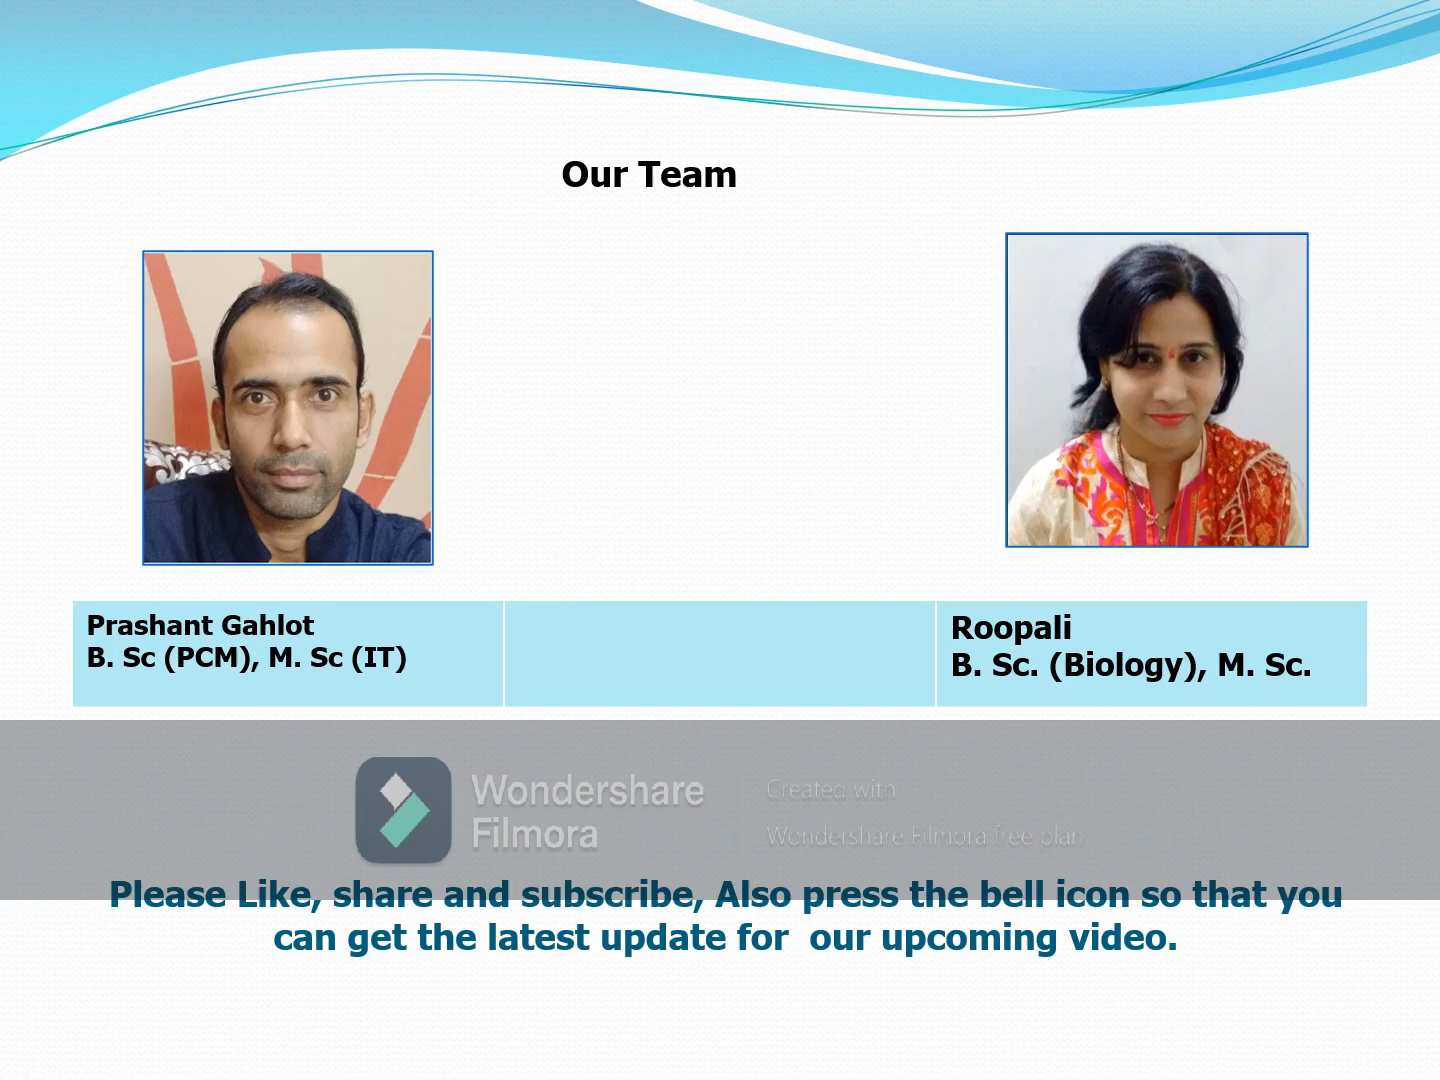 Our Team
Prashant Gahlot
B. Sc (PCM), M. Sc (IT)
Roopali
B. Sc. (Biology), M. Sc.
Wondershare
Filmora
Created with
Wondershare Filmora free plan
Please Like, share and subscribe, Also press the bell icon so that you
can get the latest update for  our upcoming video.